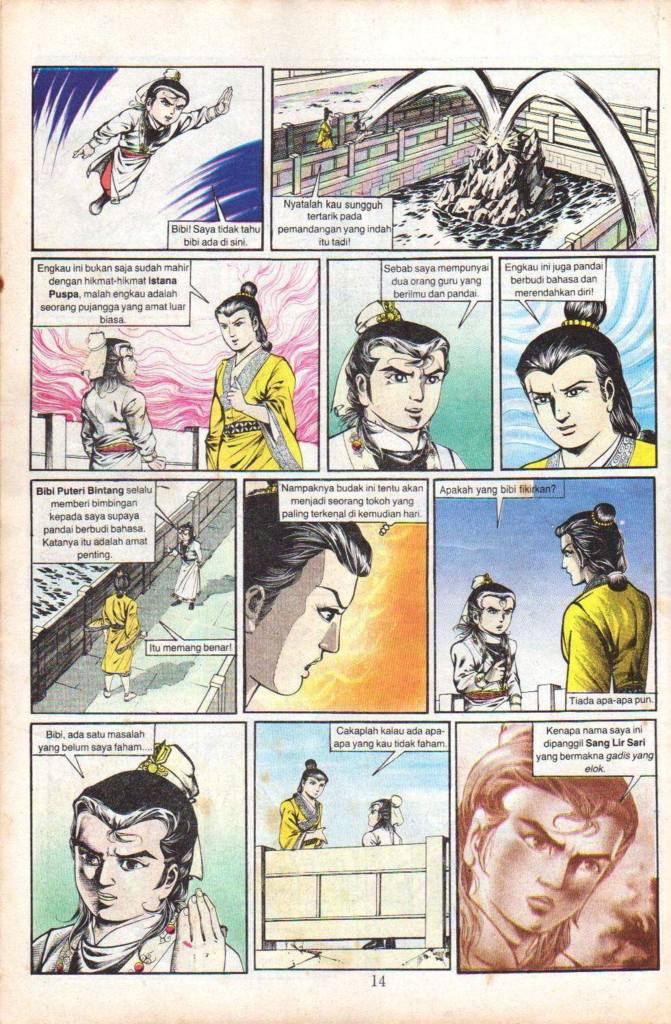 Bibi! Saya tidak tahu
bibi ada di sini.
Nyatalah kau sungguh
tertarik pada
pemandangan yang indah
itu tadi!
Engkau ini bukan saja sudah mahir
dengan hikmat-hikmat Istana
Puspa, malah engkau adalah
seorang pujangga yang amat luar
biasa.
Sebab saya mempunyai
dua orang guru yang
berilmu dan pandai.
Engkau ini juga pandai
berbudi bahasa dan
merendahkan diri!
Bibi Puteri Bintang selalu
memberi bimbingan
kepada saya supaya
pandai berbudi bahasa.
Katanya itu adalah amat
penting.
Itu memang benar!
Nampaknya budak ini tentu akan
menjadi seorang tokoh yang
paling terkenal di kemudian hari.
Apakah yang bibi fikirkan?
Tiada apa-apa pun.
Bibi, ada satu masalah
yang belum saya faham....
Cakaplah kalau ada apa-
apa yang kau tidak faham.
Kenapa nama saya ini
dipanggil Sang Lir Sari
yang bermakna gadis yang
elok.
14